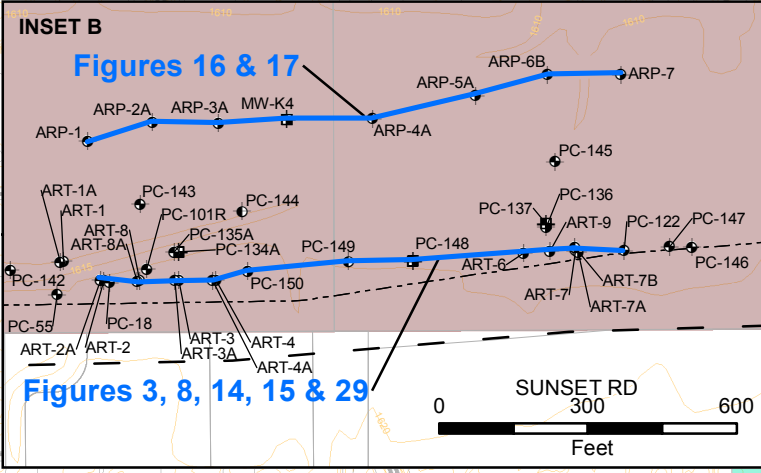 1610
1610
1610
INSET B
Figures 16 & 17
ARP-6B
ARP-5A
ARP-7
ARP-2A
ARP-3A
MW-K4
ARP-4A
ARP-1
PC-145
ART-1A
ART-1
PC-143
PC-144
PC-136
PC-137
ART-8
PC-101R
ART-9
ART-8A
PC-135A
PC-122
PC-147
PC-134A
PC-149
PC-148
1615
PC-142
PC-150
ART-6
PC-146
ART-7B
PC-55
PC-18
ART-7
ART-7A
ART-3
ART-4
ART-2A
ART-2
ART-3A
ART-4A
Figures 3, 8, 14, 15 & 29
SUNSET RD
0 300 600
Feet
1620